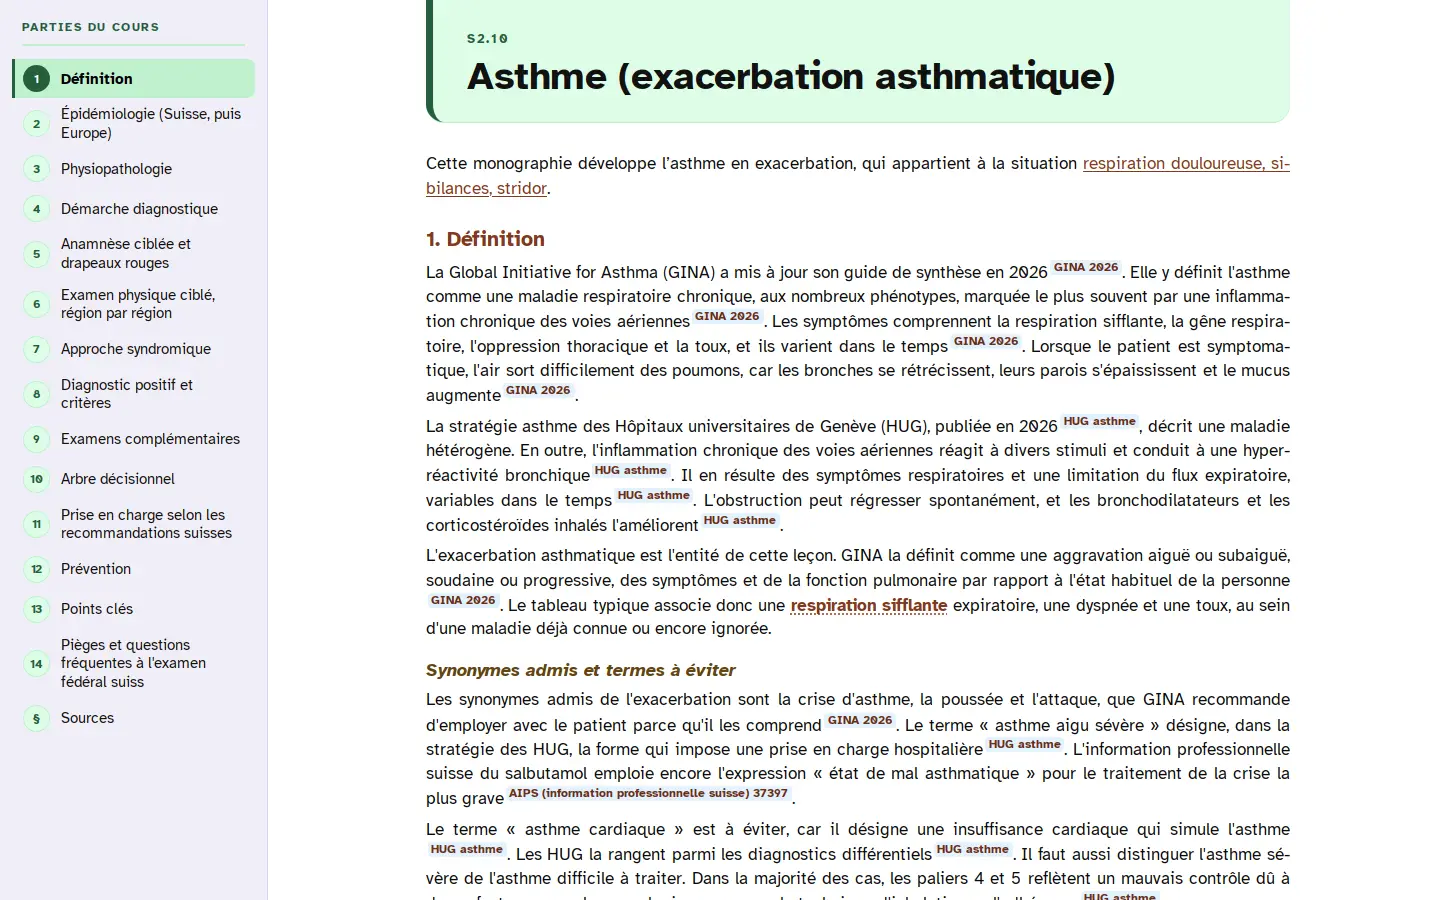 PARTIES DU COURS
1 Définition
2 Épidémiologie (Suisse, puis
Europe)
3 Physiopathologie
4 Démarche diagnostique
5 Anamnèse ciblée et
drapeaux rouges
6 Examen physique ciblé,
région par région
7 Approche syndromique
8 Diagnostic positif et
critères
9 Examens complémentaires
10 Arbre décisionnel
11 Prise en charge selon les
recommandations suisses
12 Prévention
13 Points clés
14 Pièges et questions
fréquentes à l'examen
fédéral suiss
§ Sources
S2.10
Asthme (exacerbation asthmatique)
Cette monographie développe l’asthme en exacerbation, qui appartient à la situation respiration douloureuse, si-
bilances, stridor.
1. Définition
La Global Initiative for Asthma (GINA) a mis à jour son guide de synthèse en 2026 GINA 2026. Elle y définit l'asthme
comme une maladie respiratoire chronique, aux nombreux phénotypes, marquée le plus souvent par une inflamma-
tion chronique des voies aériennes GINA 2026. Les symptômes comprennent la respiration sifflante, la gêne respira-
toire, l'oppression thoracique et la toux, et ils varient dans le temps GINA 2026. Lorsque le patient est symptoma-
tique, l'air sort difficilement des poumons, car les bronches se rétrécissent, leurs parois s'épaississent et le mucus
augmente GINA 2026.
La stratégie asthme des Hôpitaux universitaires de Genève (HUG), publiée en 2026 HUG asthme, décrit une maladie
hétérogène. En outre, l'inflammation chronique des voies aériennes réagit à divers stimuli et conduit à une hyper-
réactivité bronchique HUG asthme. Il en résulte des symptômes respiratoires et une limitation du flux expiratoire,
variables dans le temps HUG asthme. L'obstruction peut régresser spontanément, et les bronchodilatateurs et les
corticostéroïdes inhalés l'améliorent HUG asthme.
L'exacerbation asthmatique est l'entité de cette leçon. GINA la définit comme une aggravation aiguë ou subaiguë,
soudaine ou progressive, des symptômes et de la fonction pulmonaire par rapport à l'état habituel de la personne
GINA 2026. Le tableau typique associe donc une respiration sifflante expiratoire, une dyspnée et une toux, au sein
d'une maladie déjà connue ou encore ignorée.
Synonymes admis et termes à éviter
Les synonymes admis de l'exacerbation sont la crise d'asthme, la poussée et l'attaque, que GINA recommande
d'employer avec le patient parce qu'il les comprend GINA 2026. Le terme « asthme aigu sévère » désigne, dans la
stratégie des HUG, la forme qui impose une prise en charge hospitalière HUG asthme. L'information professionnelle
suisse du salbutamol emploie encore l'expression « état de mal asthmatique » pour le traitement de la crise la
plus grave AIPS (information professionnelle suisse) 37397.
Le terme « asthme cardiaque » est à éviter, car il désigne une insuffisance cardiaque qui simule l'asthme
HUG asthme. Les HUG la rangent parmi les diagnostics différentiels HUG asthme. Il faut aussi distinguer l'asthme sé-
vère de l'asthme difficile à traiter. Dans la majorité des cas, les paliers 4 et 5 reflètent un mauvais contrôle dû à
HUG asthme